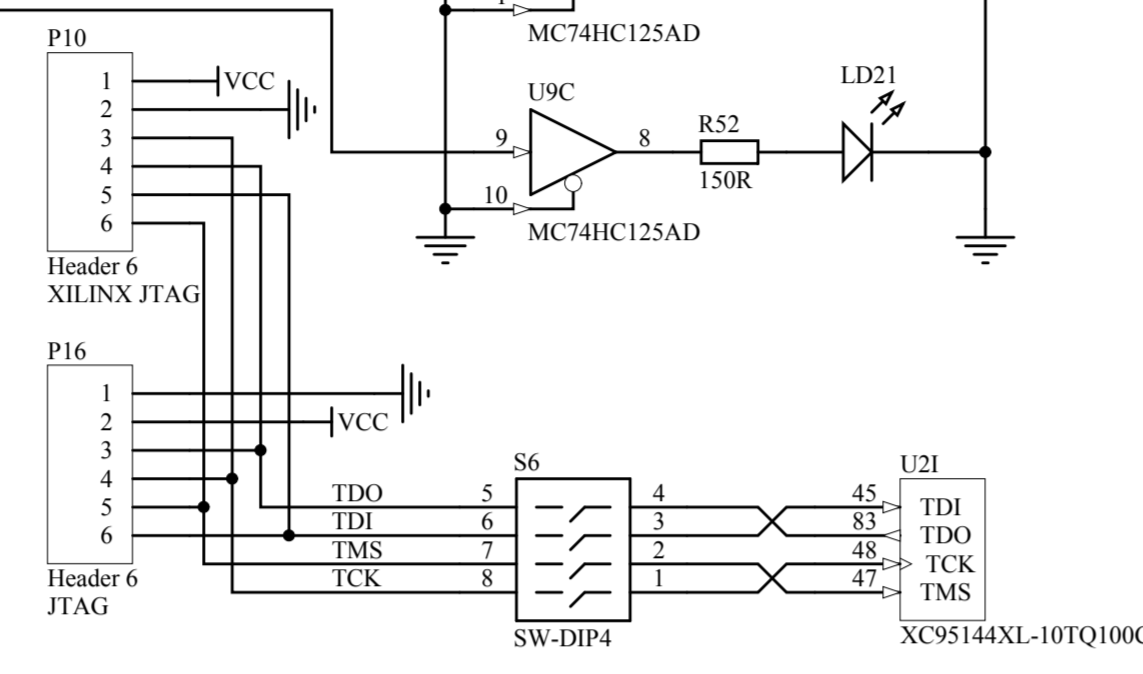 MC74HC125AD
P10
1 VCC
2
3
4
5
6
Header 6
XILINX JTAG
U9C
9
8
10
MC74HC125AD
R52
150R
LD21
P16
1
2 VCC
3
4
5
6
Header 6
JTAG
TDO 5
TDI 6
TMS 7
TCK 8
S6
4
3
2
1
SW-DIP4
U2I
45 TDI
83 TDO
48 TCK
47 TMS
XC95144XL-10TQ100C